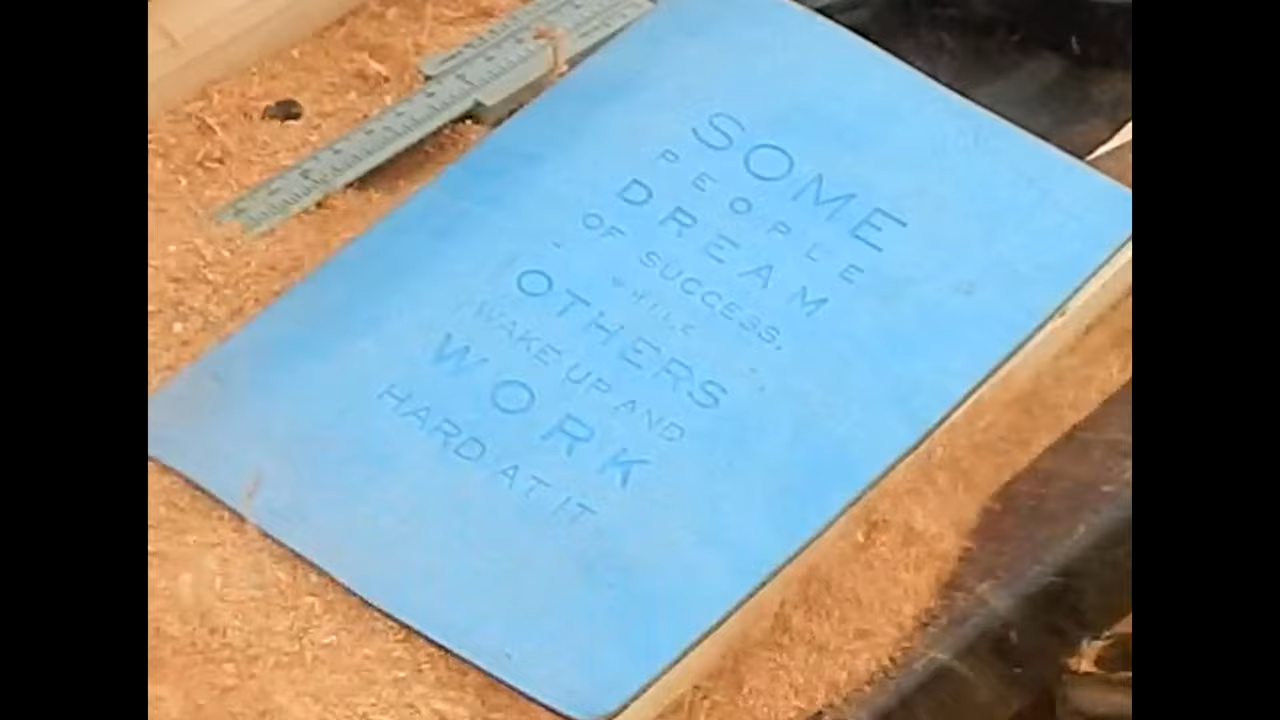 SOME
PEOPLE
DREAM
OF SUCCESS,
WHILE
OTHERS
WAKE UP AND
WORK
HARD AT IT